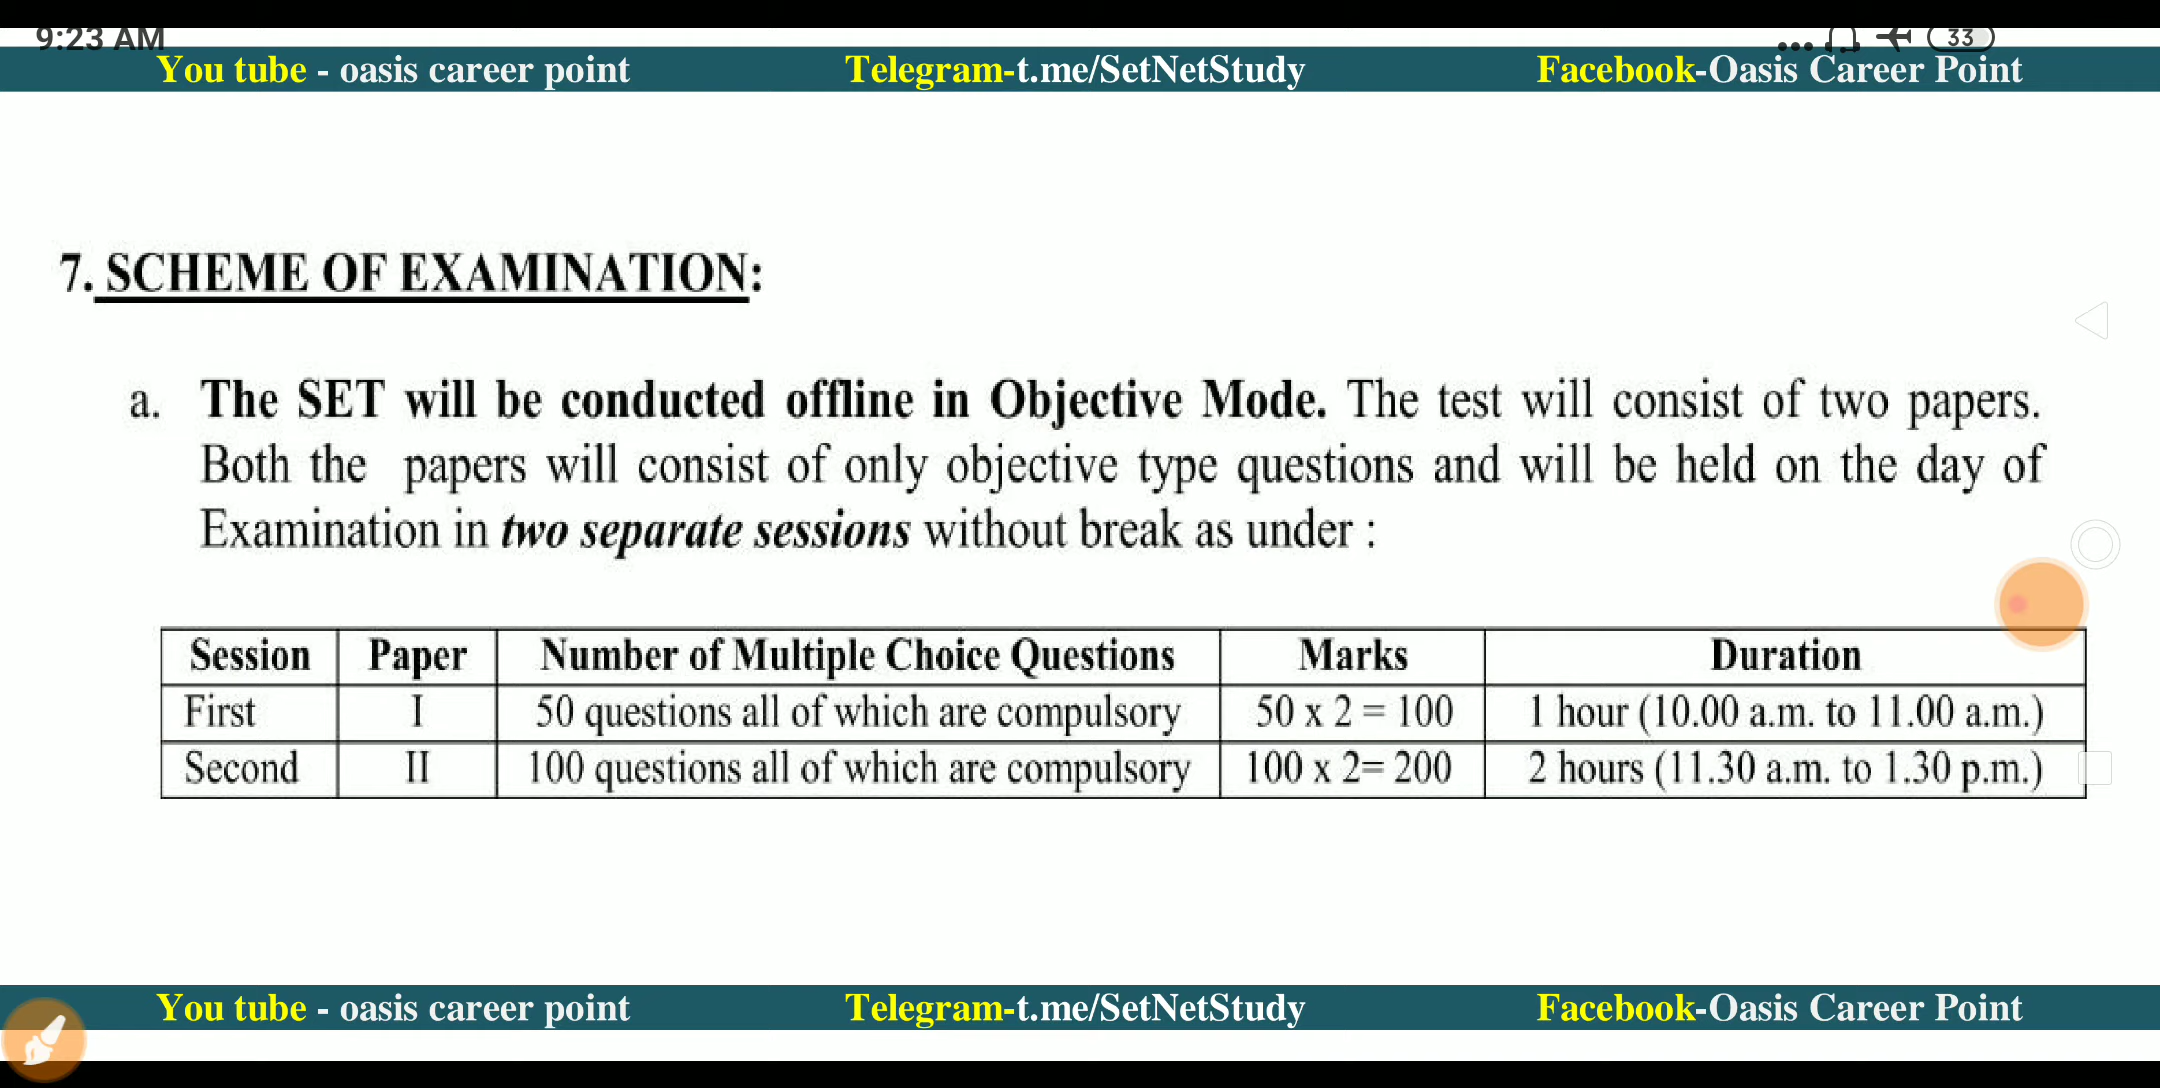 9:23 AM
33
You tube - oasis career point Telegram-t.me/SetNetStudy Facebook-Oasis Career Point
7. SCHEME OF EXAMINATION:
a. The SET will be conducted offline in Objective Mode. The test will consist of two papers.
Both the papers will consist of only objective type questions and will be held on the day of
Examination in two separate sessions without break as under :
Session Paper Number of Multiple Choice Questions Marks Duration
First I 50 questions all of which are compulsory 50 x 2 = 100 1 hour (10.00 a.m. to 11.00 a.m.)
Second II 100 questions all of which are compulsory 100 x 2= 200 2 hours (11.30 a.m. to 1.30 p.m.)
You tube - oasis career point Telegram-t.me/SetNetStudy Facebook-Oasis Career Point